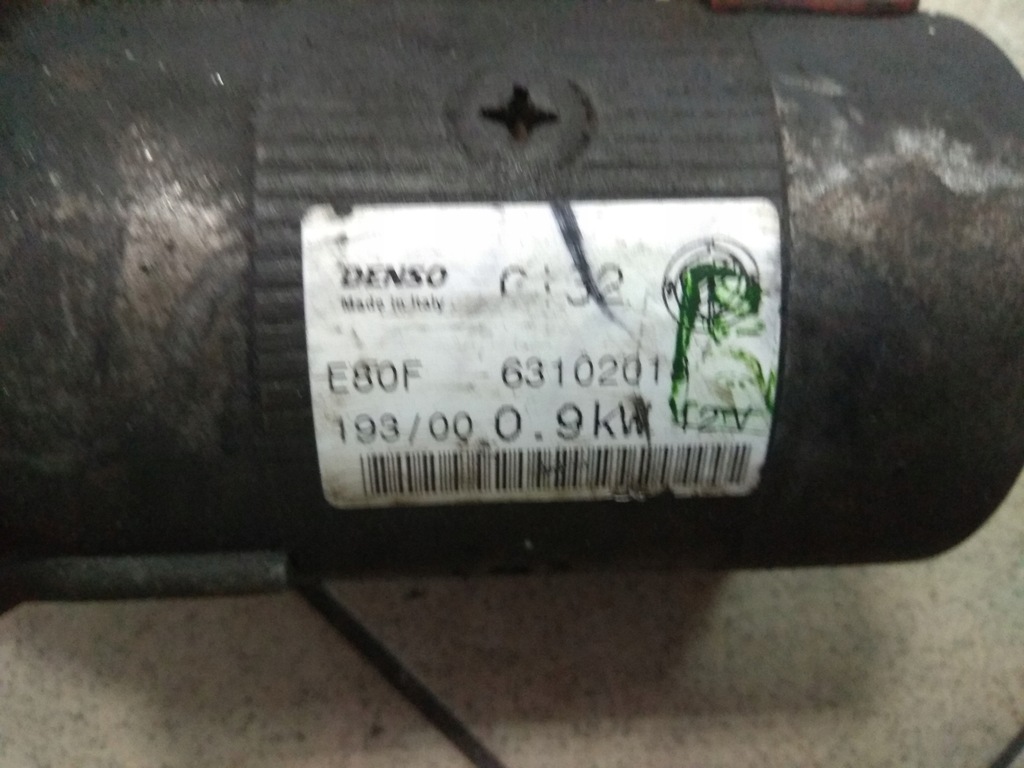 DENSO
Made in Italy
E80F 6310201
193/00 0.9kW 12V